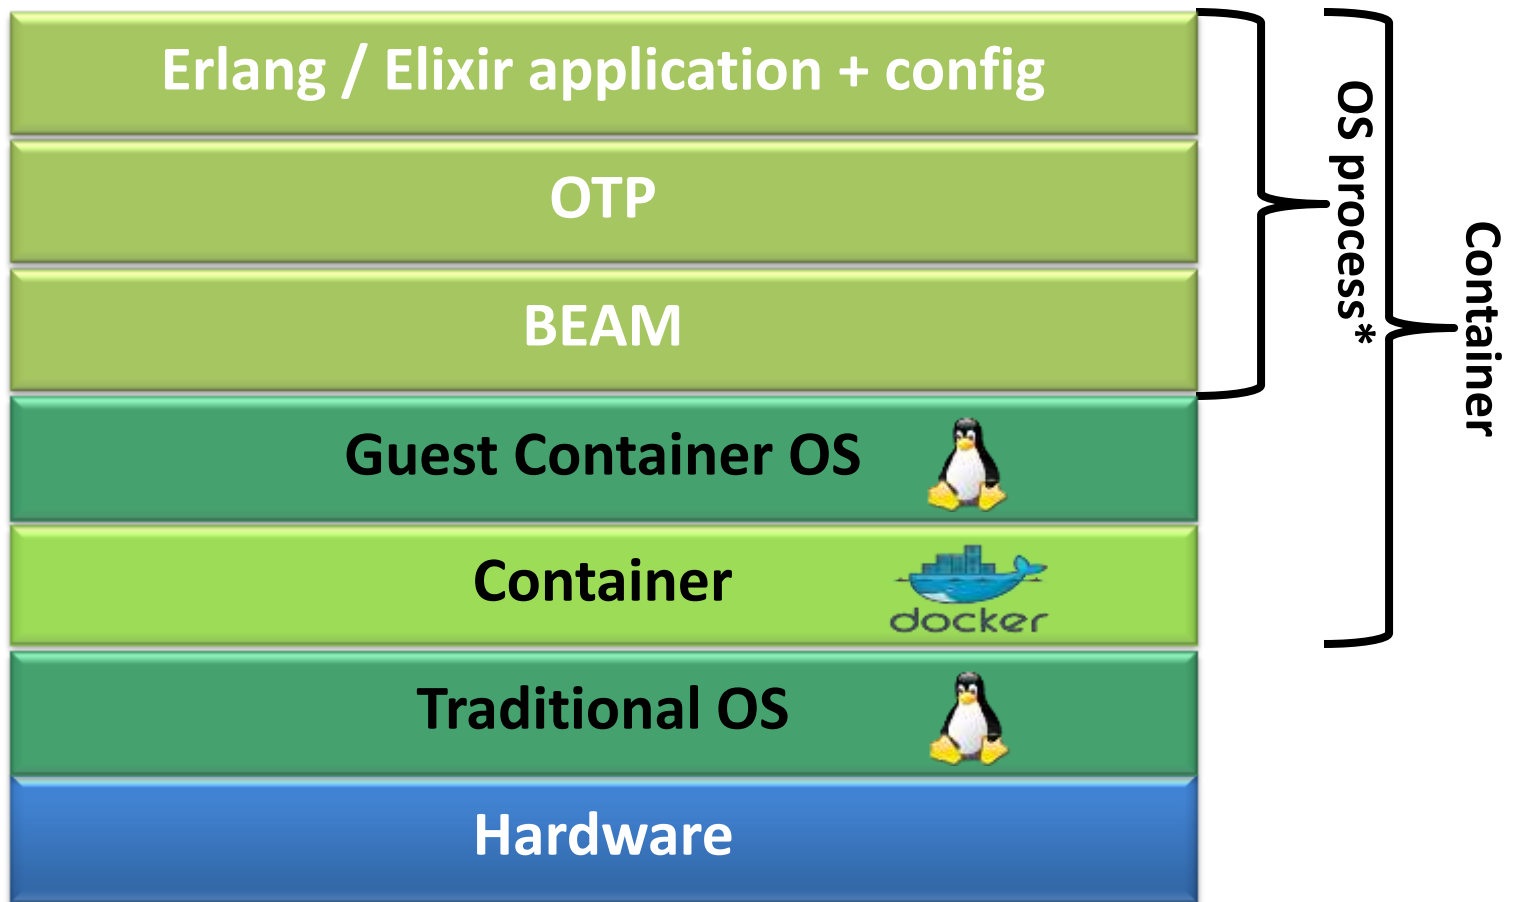 Erlang / Elixir application + config
OTP
BEAM
Guest Container OS
Container
docker
Traditional OS
Hardware
OS process*
Container